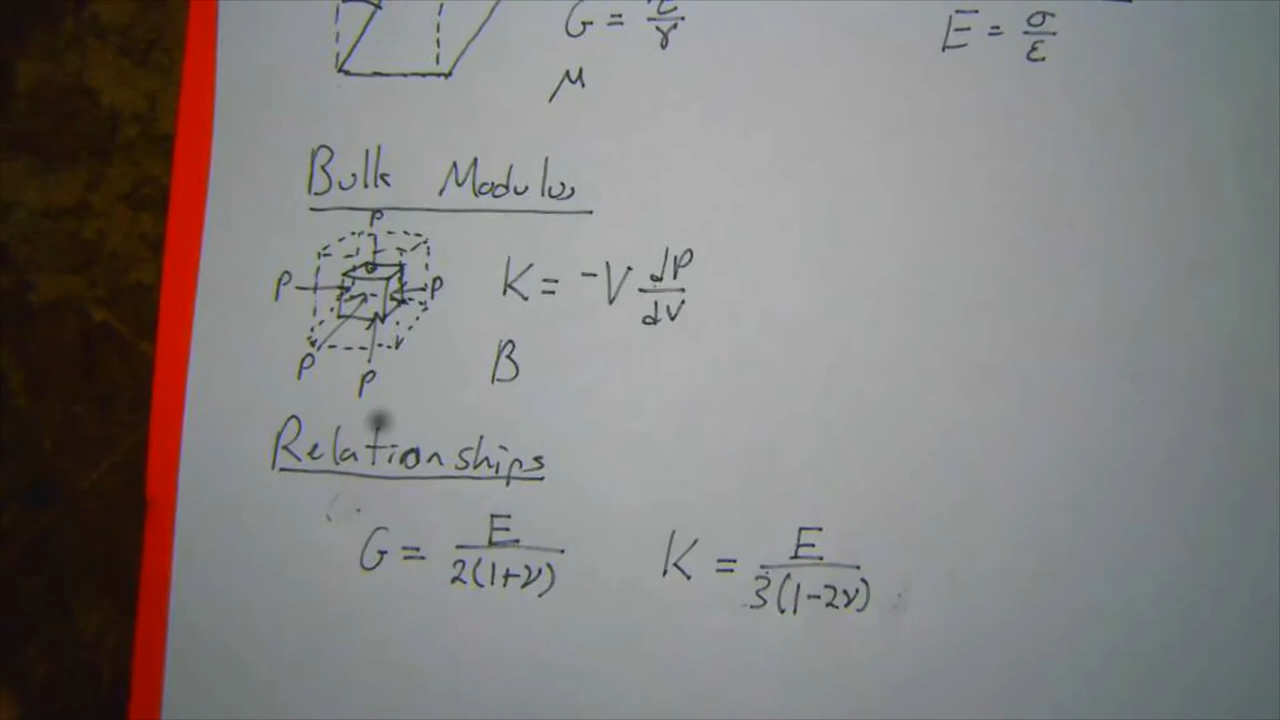 G = τ/γ
E = σ/ε
μ
Bulk Modulus
P
P P
K = -V dP/dV
P
P
B
Relationships
G = E/2(1+ν) K = E/3(1-2ν)